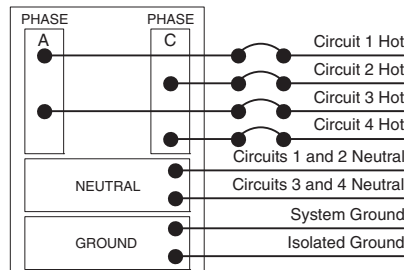 PHASE PHASE
A C
Circuit 1 Hot
Circuit 2 Hot
Circuit 3 Hot
Circuit 4 Hot
Circuits 1 and 2 Neutral
NEUTRAL
Circuits 3 and 4 Neutral
System Ground
GROUND
Isolated Ground